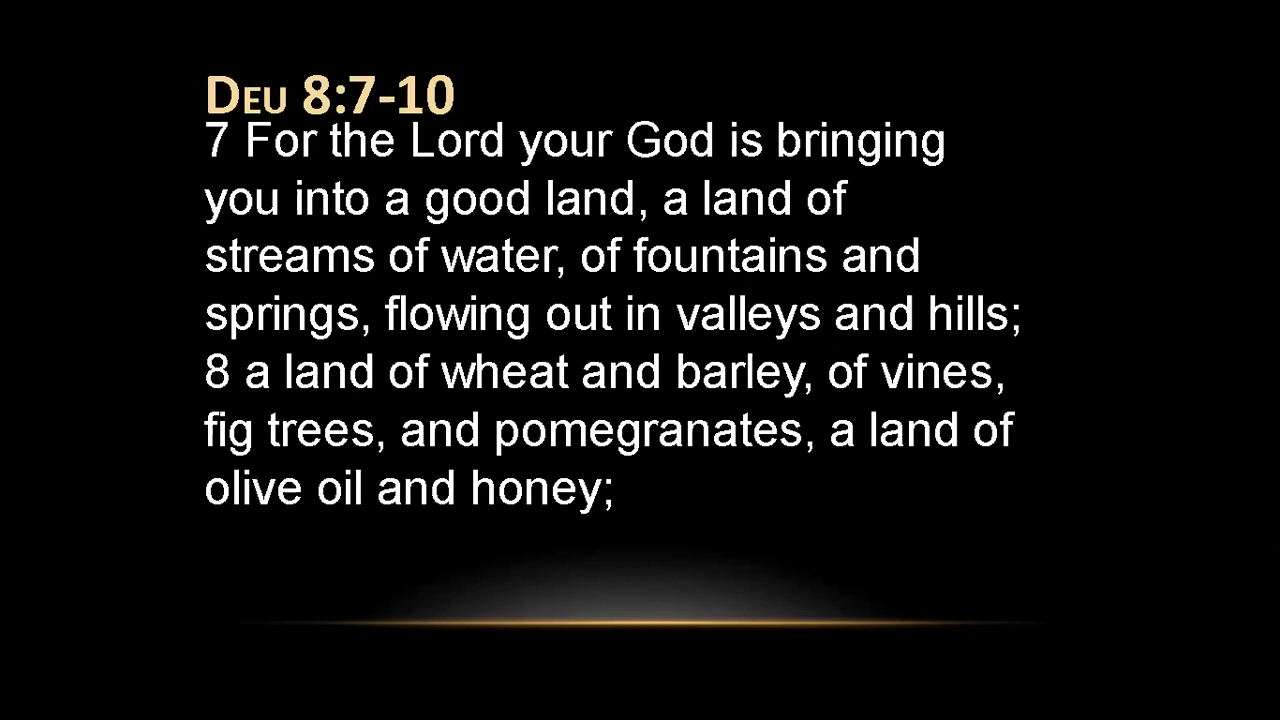 Deu 8:7-10
7 For the Lord your God is bringing
you into a good land, a land of
streams of water, of fountains and
springs, flowing out in valleys and hills;
8 a land of wheat and barley, of vines,
fig trees, and pomegranates, a land of
olive oil and honey;